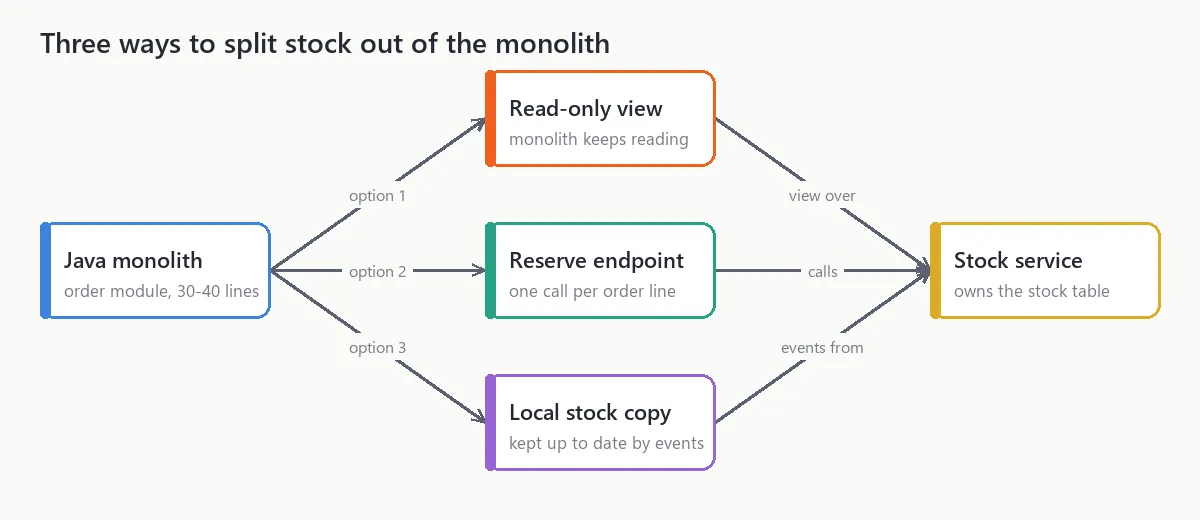 Three ways to split stock out of the monolith
Read-only view
monolith keeps reading
option 1
view over
Java monolith
order module, 30-40 lines
option 2
Reserve endpoint
one call per order line
calls
Stock service
owns the stock table
option 3
events from
Local stock copy
kept up to date by events